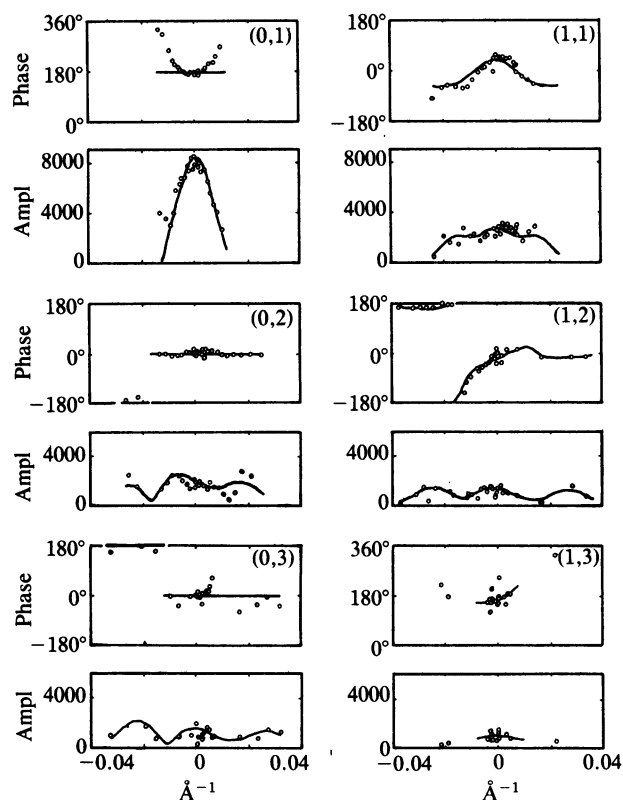 360° (0,1)
Phase 180°
0°
180° (1,1)
0°
−180°
8000
Ampl 4000
0
8000
4000
0
180° (0,2)
Phase 0°
−180°
180° (1,2)
0°
−180°
Ampl 4000
0
4000
0
180° (0,3)
Phase 0°
−180°
360° (1,3)
180°
0°
Ampl 4000
0
−0.04 0 0.04
Å⁻¹
4000
0
−0.04 0 0.04
Å⁻¹